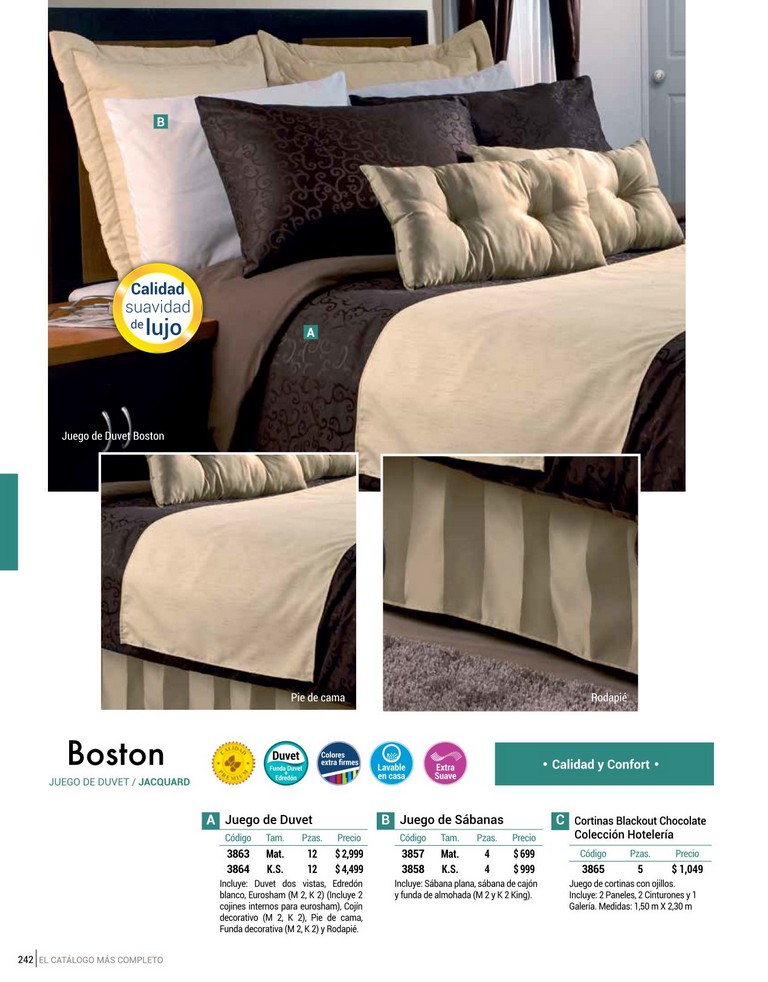 B
Calidad
suavidad
de lujo
A
Juego de Duvet Boston
Pie de cama
Rodapié
Boston
JUEGO DE DUVET / JACQUARD
CALIDAD
PREMIUM
Duvet
Funda Duvet
+
Edredón
Colores
extra firmes
Lavable
en casa
Extra
Suave
• Calidad y Confort •
A Juego de Duvet
Código Tam. Pzas. Precio
3863 Mat. 12 $ 2,999
3864 K.S. 12 $ 4,499
Incluye: Duvet dos vistas, Edredón
blanco, Eurosham (M 2, K 2) (Incluye 2
cojines internos para eurosham), Cojín
decorativo (M 2, K 2), Pie de cama,
Funda decorativa (M 2, K 2) y Rodapié.
B Juego de Sábanas
Código Tam. Pzas. Precio
3857 Mat. 4 $ 699
3858 K.S. 4 $ 999
Incluye: Sábana plana, sábana de cajón
y funda de almohada (M 2 y K 2 King).
C Cortinas Blackout Chocolate
Colección Hotelería
Código Pzas. Precio
3865 5 $ 1,049
Juego de cortinas con ojillos.
Incluye: 2 Paneles, 2 Cinturones y 1
Galería. Medidas: 1,50 m X 2,30 m
242 EL CATÁLOGO MÁS COMPLETO